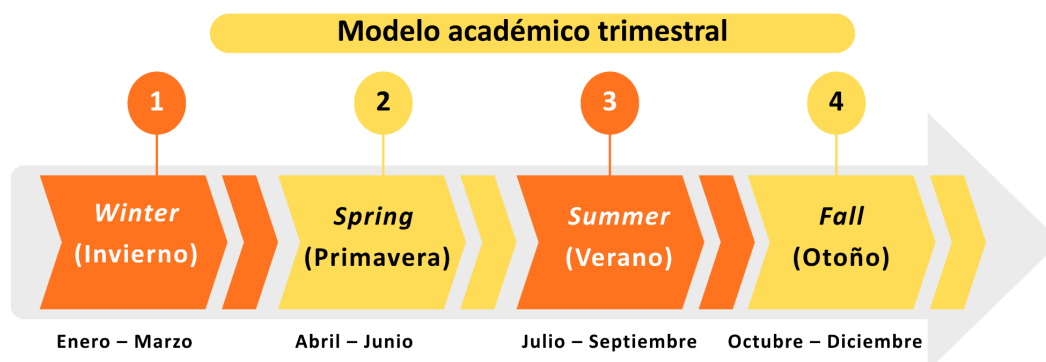 Modelo académico trimestral
1
2
3
4
Winter
(Invierno)
Spring
(Primavera)
Summer
(Verano)
Fall
(Otoño)
Enero – Marzo
Abril – Junio
Julio – Septiembre
Octubre – Diciembre